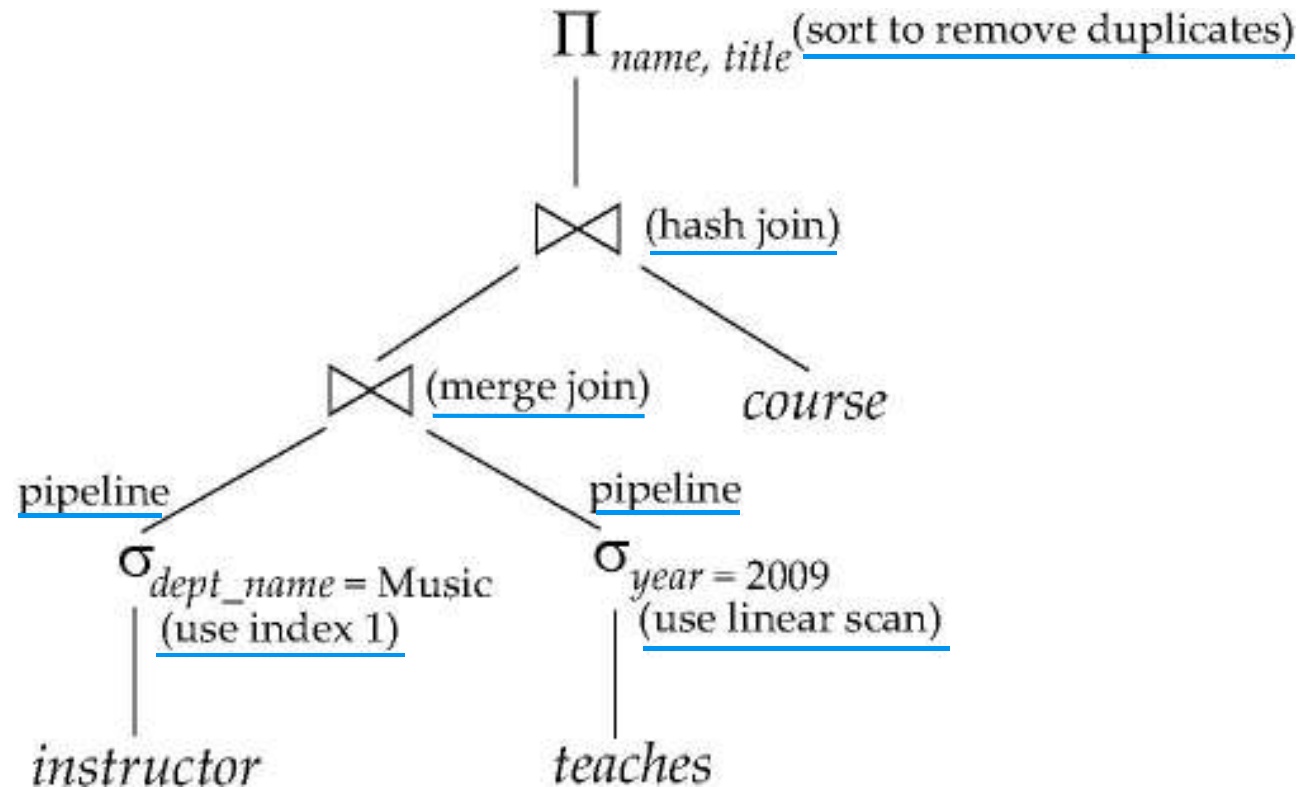 Π name, title (sort to remove duplicates)
(hash join)
(merge join)
course
pipeline
pipeline
σ dept_name = Music
σ year = 2009
(use index 1)
(use linear scan)
instructor
teaches